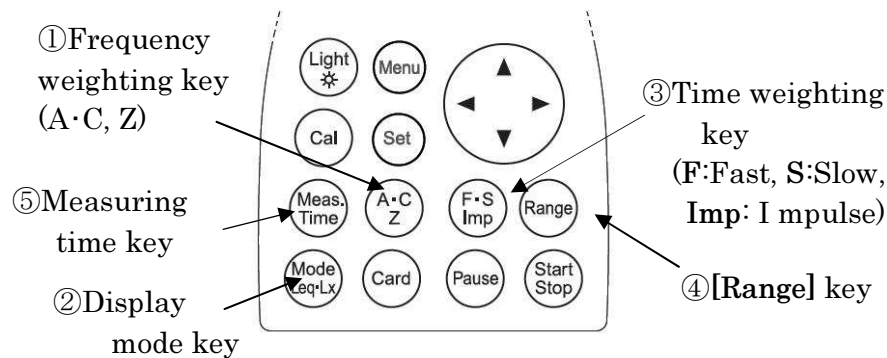 ①Frequency
weighting key
(A･C, Z)
⑤Measuring
time key
②Display
mode key
Light
Menu
Cal
Set
Meas.
Time
A･C
Z
F･S
Imp
Range
Mode
Leq･Lx
Card
Pause
Start
Stop
③Time weighting
key
(F:Fast, S:Slow,
Imp: I mpulse)
④[Range] key